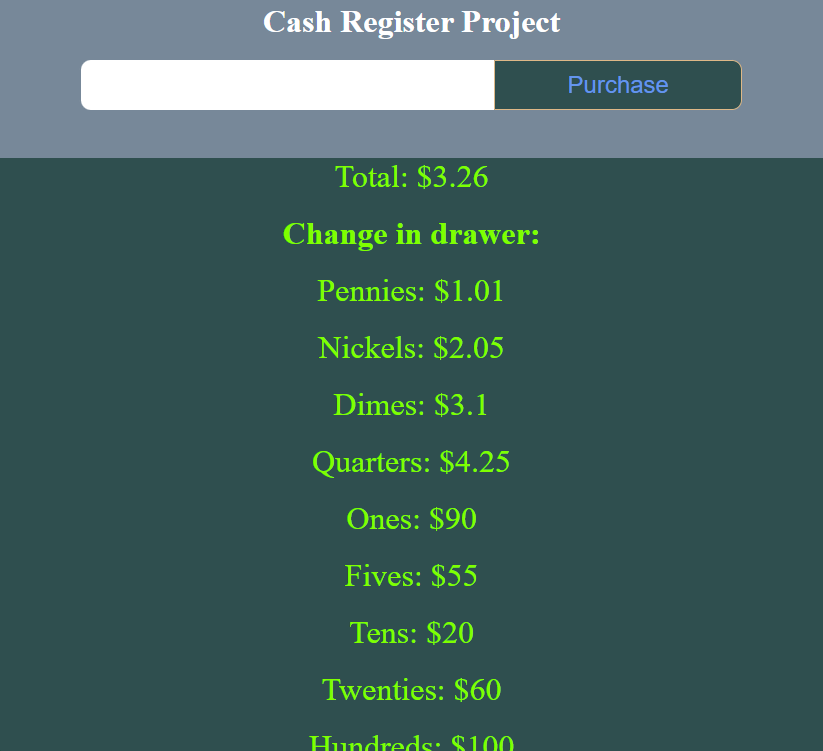 Cash Register Project
Purchase
Total: $3.26
Change in drawer:
Pennies: $1.01
Nickels: $2.05
Dimes: $3.1
Quarters: $4.25
Ones: $90
Fives: $55
Tens: $20
Twenties: $60
Hundreds: $100